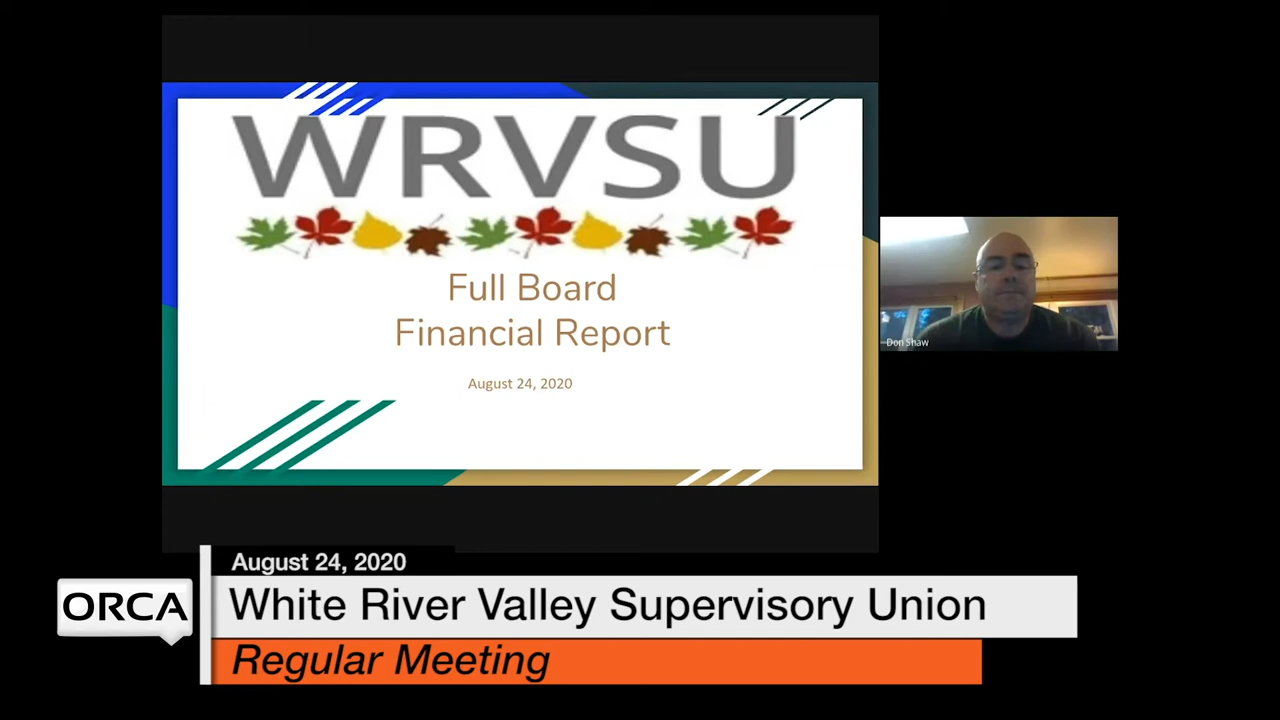 WRVSU
Full Board
Financial Report
August 24, 2020
Don Shaw
August 24, 2020
ORCA
White River Valley Supervisory Union
Regular Meeting